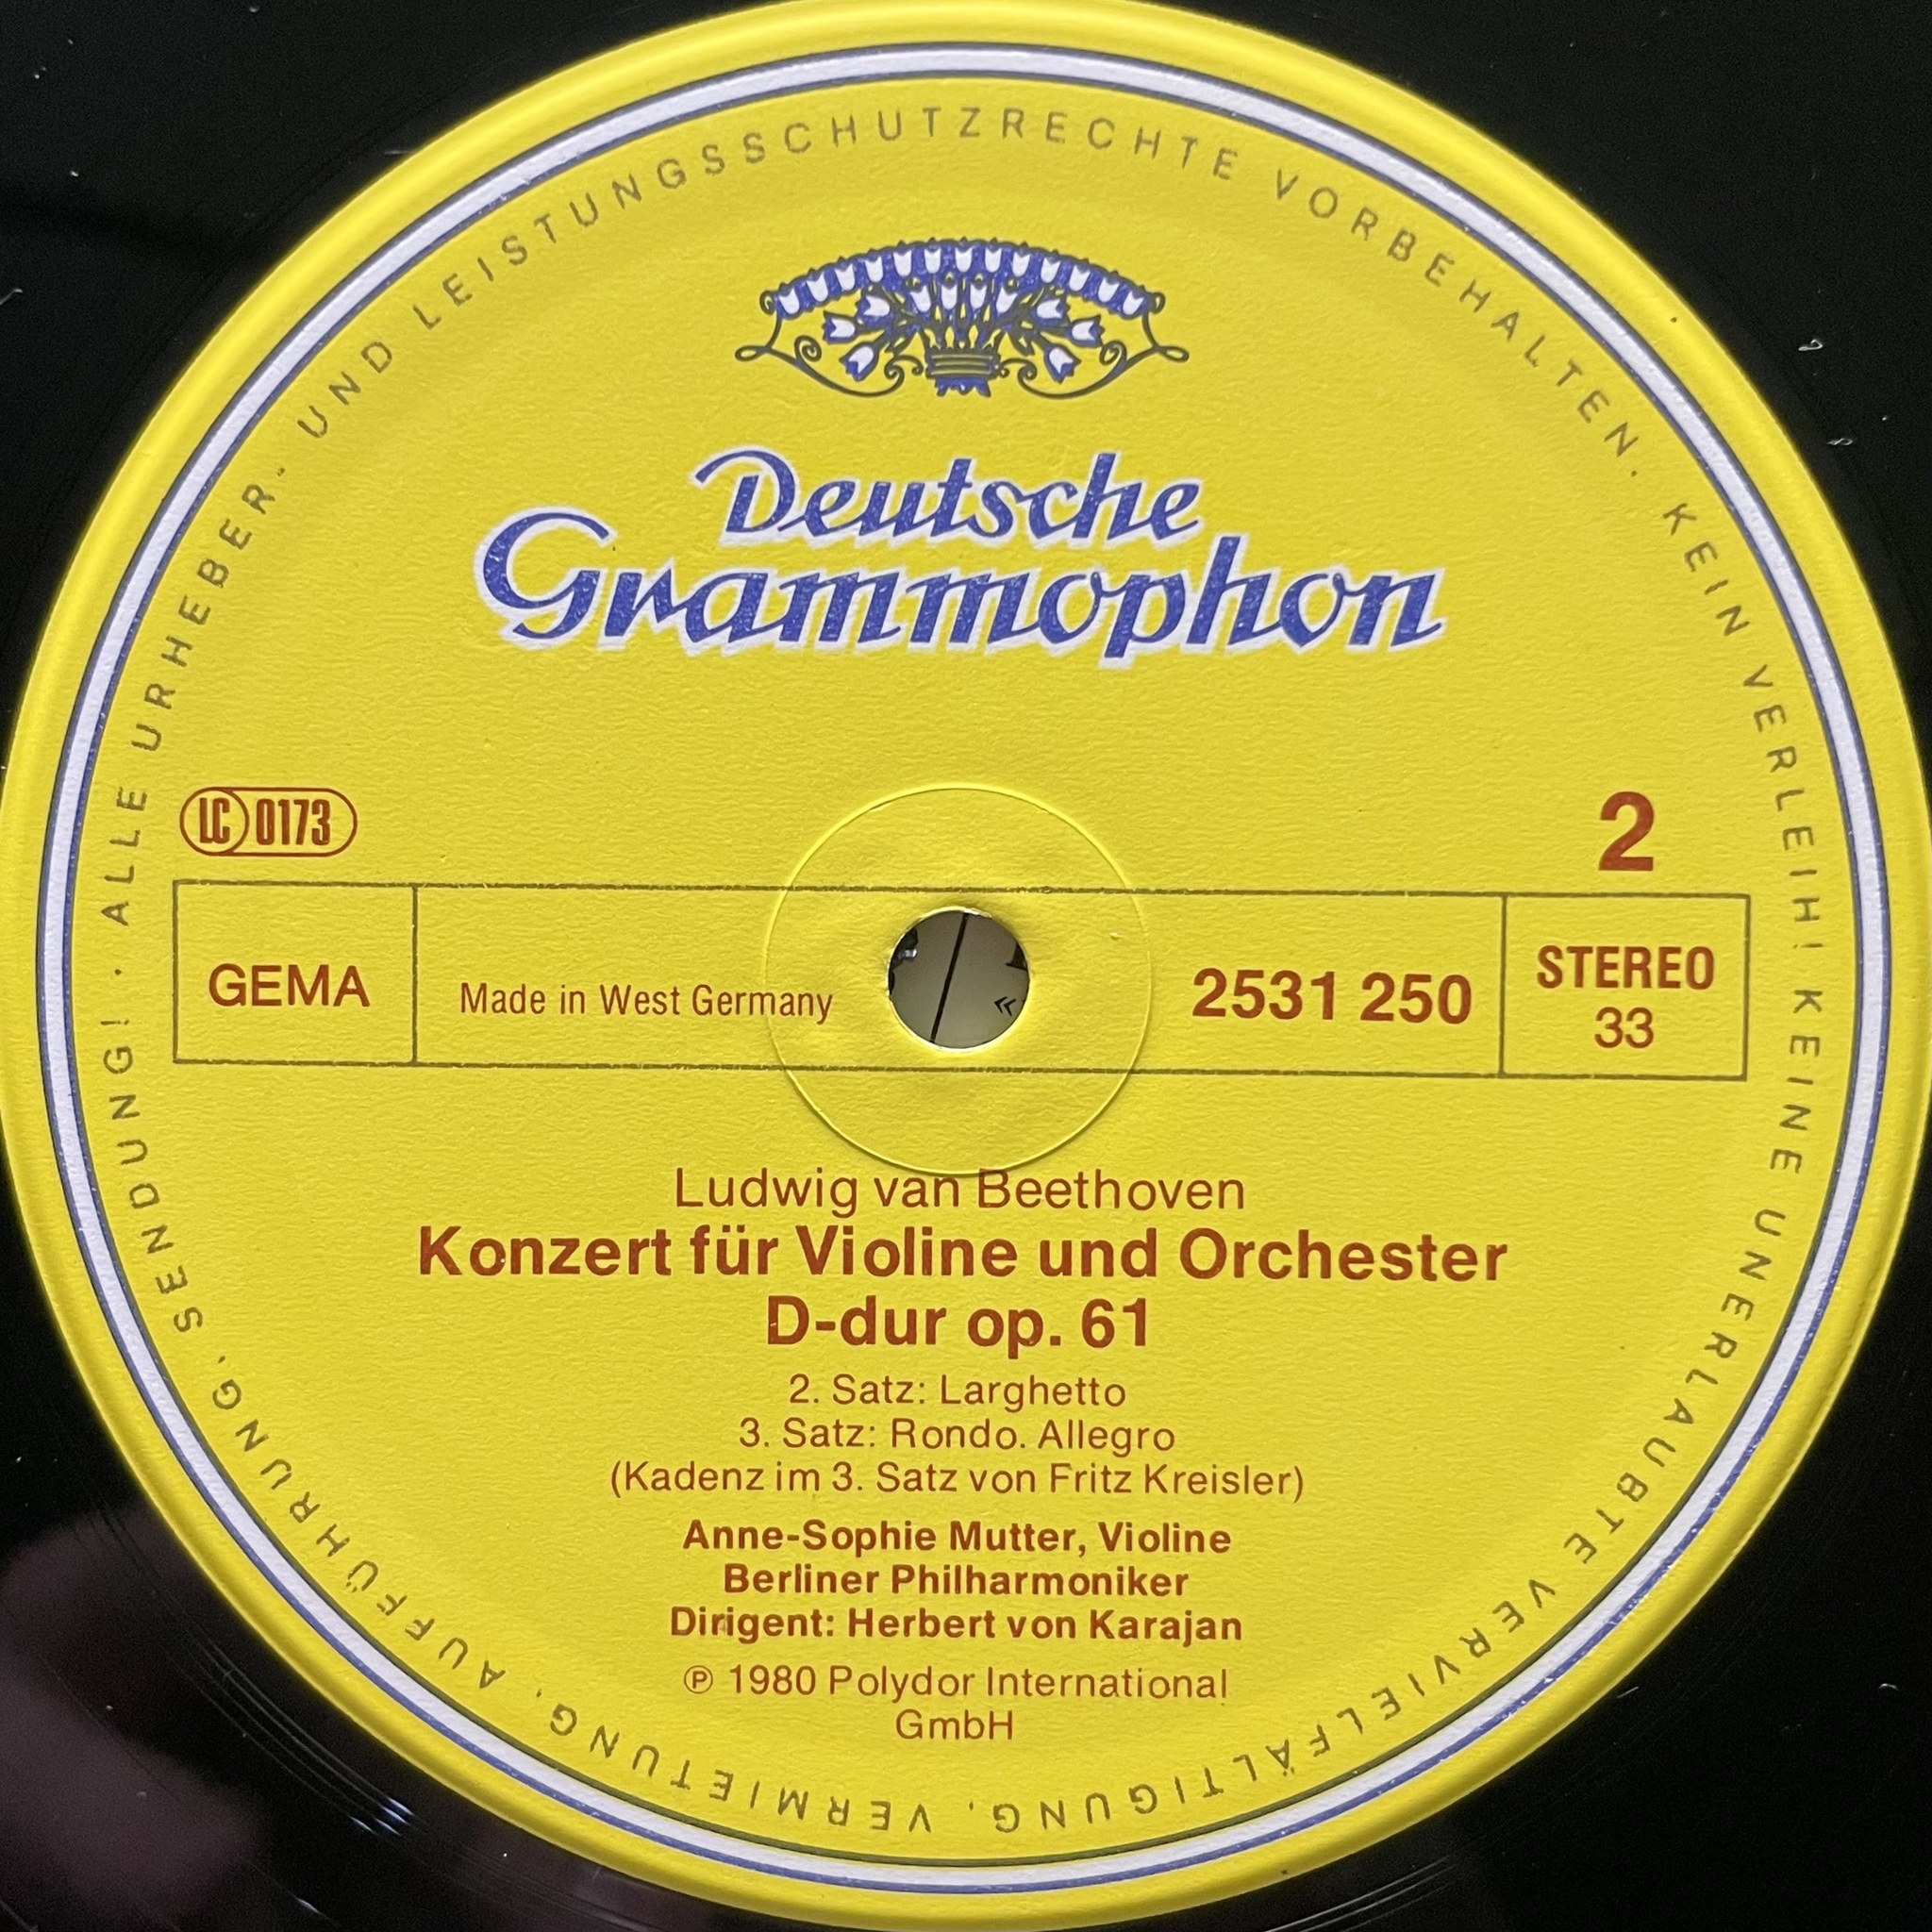 ALLE URHEBER- UND LEISTUNGSSCHUTZRECHTE VORBEHALTEN. KEIN VERLEIH! KEINE UNERLAUBTE VERVIELFÄLTIGUNG, VERMIETUNG, AUFFÜHRUNG, SENDUNG! ·
Deutsche
Grammophon
LC 0173
2
GEMA
Made in West Germany
2531 250
STEREO
33
Ludwig van Beethoven
Konzert für Violine und Orchester
D-dur op. 61
2. Satz: Larghetto
3. Satz: Rondo. Allegro
(Kadenz im 3. Satz von Fritz Kreisler)
Anne-Sophie Mutter, Violine
Berliner Philharmoniker
Dirigent: Herbert von Karajan
℗ 1980 Polydor International
GmbH